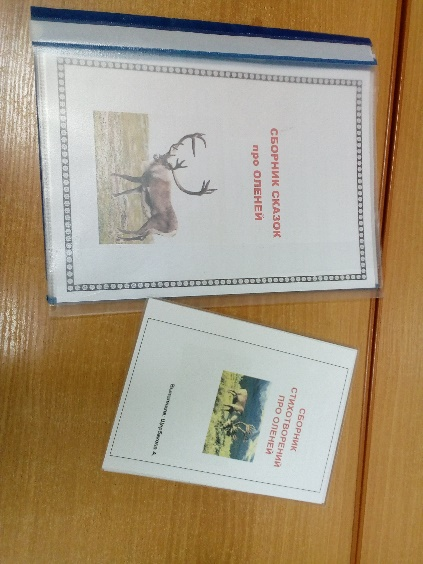 СБОРНИК СКАЗОК
про ОЛЕНЕЙ
СБОРНИК
СТИХОТВОРЕНИЙ
ПРО ОЛЕНЕЙ
Выполнила